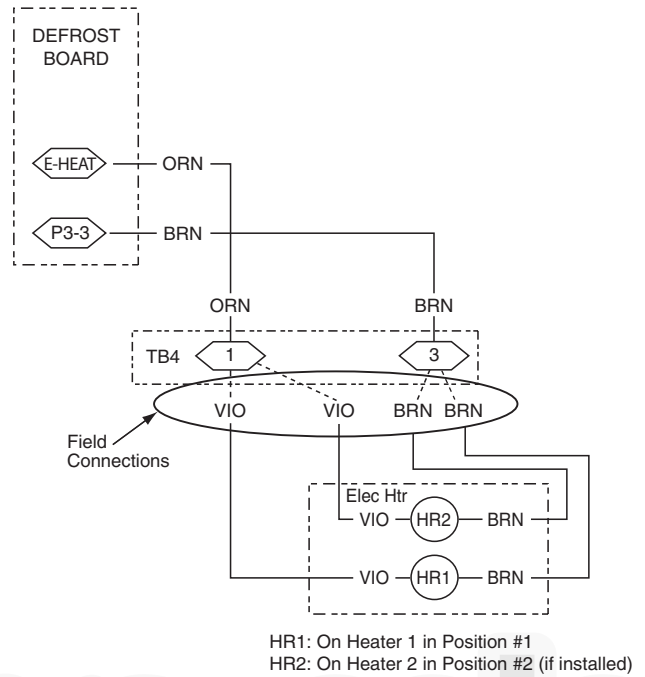 DEFROST
BOARD
E-HEAT
ORN
P3-3
BRN
ORN
BRN
TB4
1
3
VIO
VIO
BRN
BRN
Field
Connections
Elec Htr
VIO
HR2
BRN
VIO
HR1
BRN
HR1: On Heater 1 in Position #1
HR2: On Heater 2 in Position #2 (if installed)